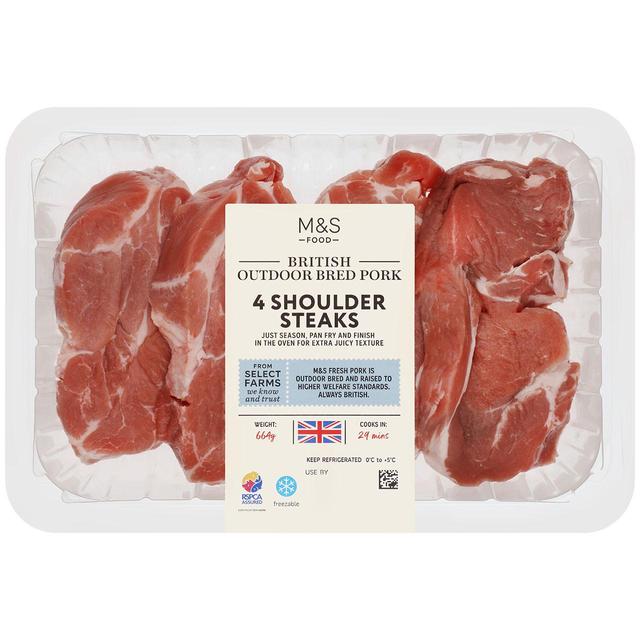 M&S
FOOD
BRITISH
OUTDOOR BRED PORK
4 SHOULDER
STEAKS
JUST SEASON, PAN FRY AND FINISH
IN THE OVEN FOR EXTRA JUICY TEXTURE
FROM
SELECT
FARMS
we know
and trust
M&S FRESH PORK IS
OUTDOOR BRED AND RAISED TO
HIGHER WELFARE STANDARDS.
ALWAYS BRITISH.
WEIGHT:
664g
COOKS IN:
29 mins
KEEP REFRIGERATED 0°C to +5°C
USE BY
RSPCA
ASSURED
freezable